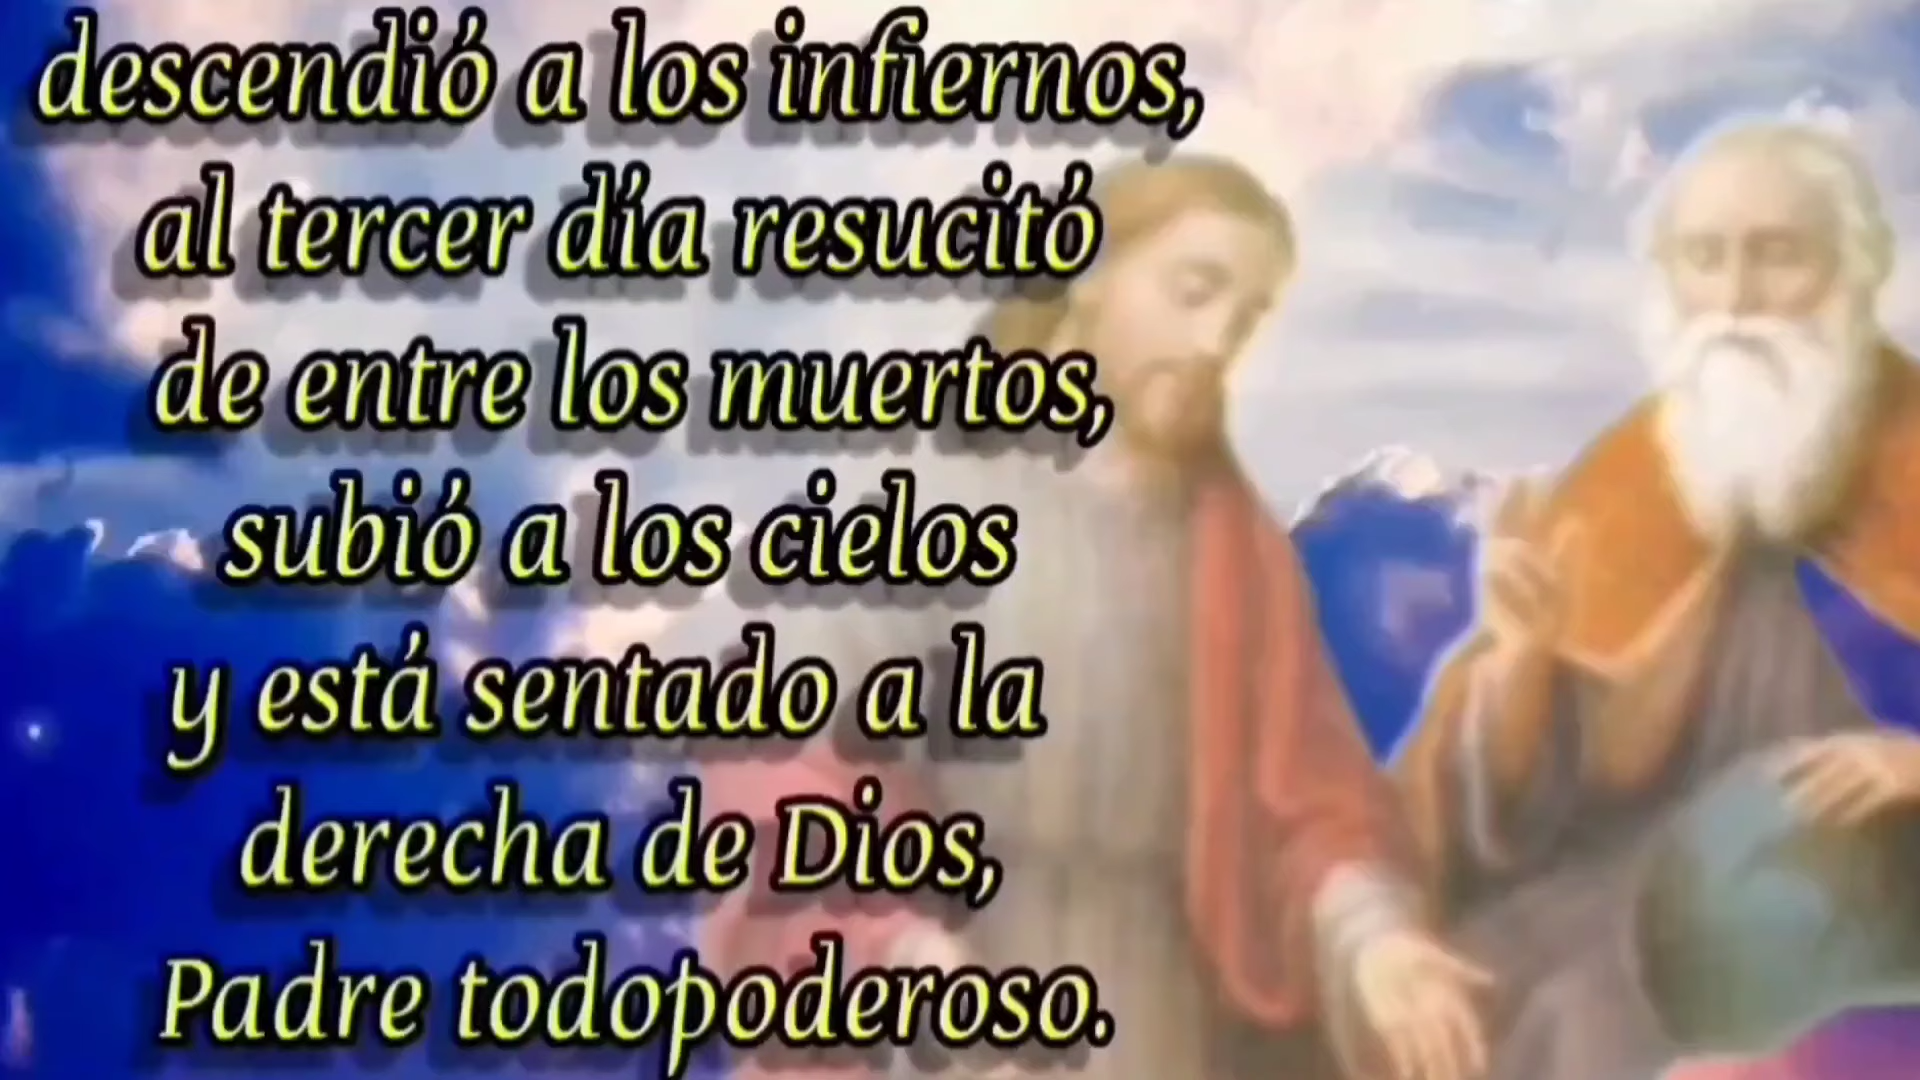 descendió a los infiernos,
al tercer día resucitó
de entre los muertos,
subió a los cielos
y está sentado a la
derecha de Dios,
Padre todopoderoso.